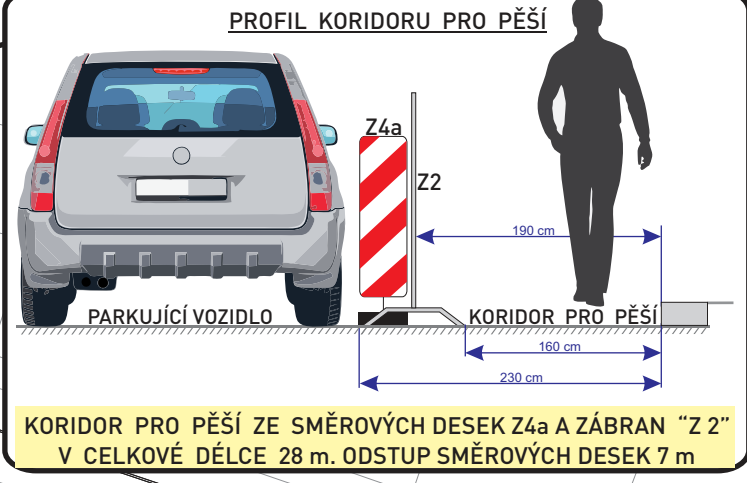 PROFIL KORIDORU PRO PĚŠÍ
Z4a
Z2
190 cm
PARKUJÍCÍ VOZIDLO
KORIDOR PRO PĚŠÍ
160 cm
230 cm
KORIDOR PRO PĚŠÍ ZE SMĚROVÝCH DESEK Z4a A ZÁBRAN “Z 2”
V CELKOVÉ DÉLCE 28 m. ODSTUP SMĚROVÝCH DESEK 7 m